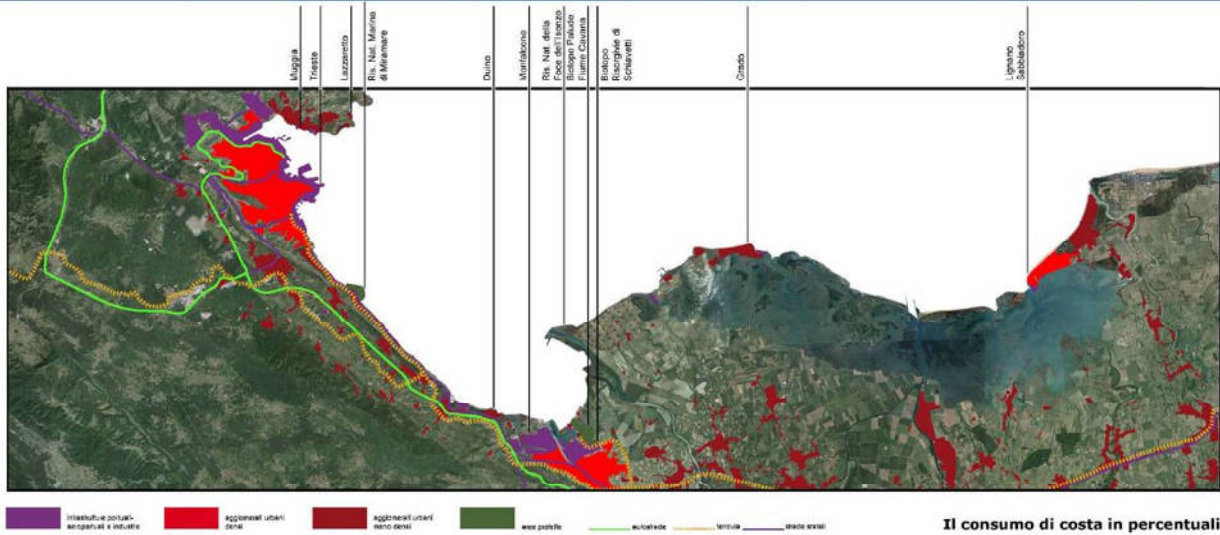 Muggia
Trieste
Lazzaretto
Ris. Nat. Marina
di Miramare
Duino
Monfalcone
Ris. Nat. della
Foce dell'Isonzo
Biotopo Palude
Fiume Cavana
Biotopo
Risorgive di
Schiavetti
Grado
Lignano
Sabbiadoro
infrastrutture portuali-
aeroportuali e industrie
agglomerati urbani
densi
agglomerati urbani
meno densi
aree protette
autostrade
ferrovia
strade statali
Il consumo di costa in percentuali